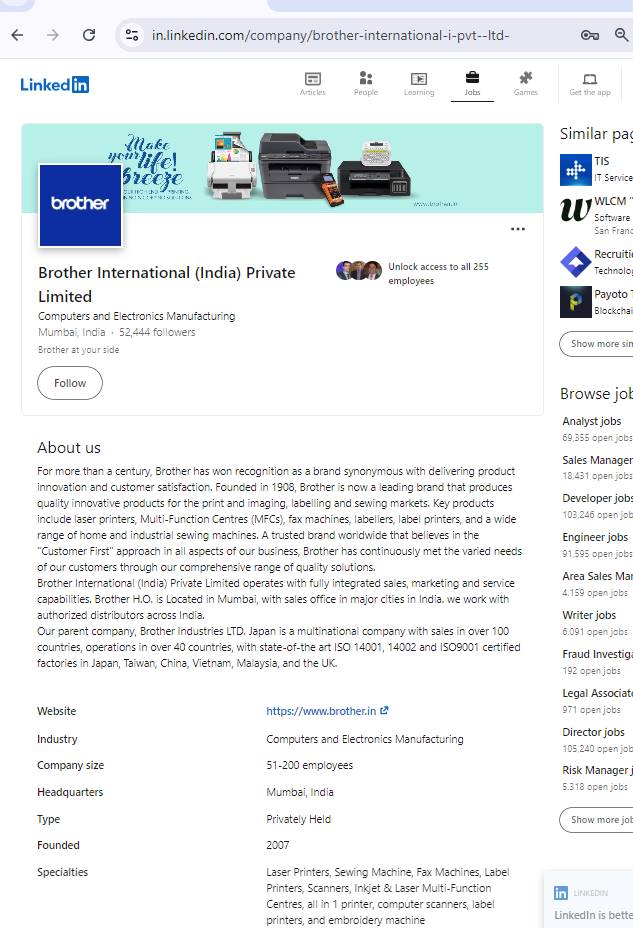 in.linkedin.com/company/brother-international-i-pvt--ltd-
LinkedIn
Articles
People
Learning
Jobs
Games
Get the app
Make
your life!
Breeze
brother
www.brother.in
Brother International (India) Private
Limited
Computers and Electronics Manufacturing
Mumbai, India · 52,444 followers
Brother at your side
Unlock access to all 255
employees
Follow
About us
For more than a century, Brother has won recognition as a brand synonymous with delivering product
innovation and customer satisfaction. Founded in 1908, Brother is now a leading brand that produces
quality innovative products for the print and imaging, labelling and sewing markets. Key products
include laser printers, Multi-Function Centres (MFCs), fax machines, labellers, label printers, and a wide
range of home and industrial sewing machines. A trusted brand worldwide that believes in the
"Customer First" approach in all aspects of our business, Brother has continuously met the varied needs
of our customers through our comprehensive range of quality solutions.
Brother International (India) Private Limited operates with fully integrated sales, marketing and service
capabilities. Brother H.O. is Located in Mumbai, with sales office in major cities in India. we work with
authorized distributors across India.
Our parent company, Brother Industries LTD. Japan is a multinational company with sales in over 100
countries, operations in over 40 countries, with state-of-the art ISO 14001, 14002 and ISO9001 certified
factories in Japan, Taiwan, China, Vietnam, Malaysia, and the UK.
Website https://www.brother.in
Industry Computers and Electronics Manufacturing
Company size 51-200 employees
Headquarters Mumbai, India
Type Privately Held
Founded 2007
Specialties Laser Printers, Sewing Machine, Fax Machines, Label
Printers, Scanners, Inkjet & Laser Multi-Function
Centres, all in 1 printer, computer scanners, label
printers, and embroidery machine
Similar pag
TIS
IT Service
WLCM "
Software
San Franc
Recruitie
Technolog
Payoto T
Blockchai
Show more sim
Browse job
Analyst jobs
69,355 open jobs
Sales Manager
18,431 open jobs
Developer jobs
103,246 open job
Engineer jobs
91,595 open jobs
Area Sales Man
4,159 open jobs
Writer jobs
6,091 open jobs
Fraud Investiga
192 open jobs
Legal Associate
971 open jobs
Director jobs
105,240 open job
Risk Manager j
5,318 open jobs
Show more job
LINKEDIN
LinkedIn is bette